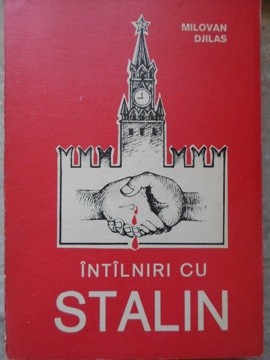 MILOVAN
DJILAS
ÎNTÎLNIRI CU
STALIN